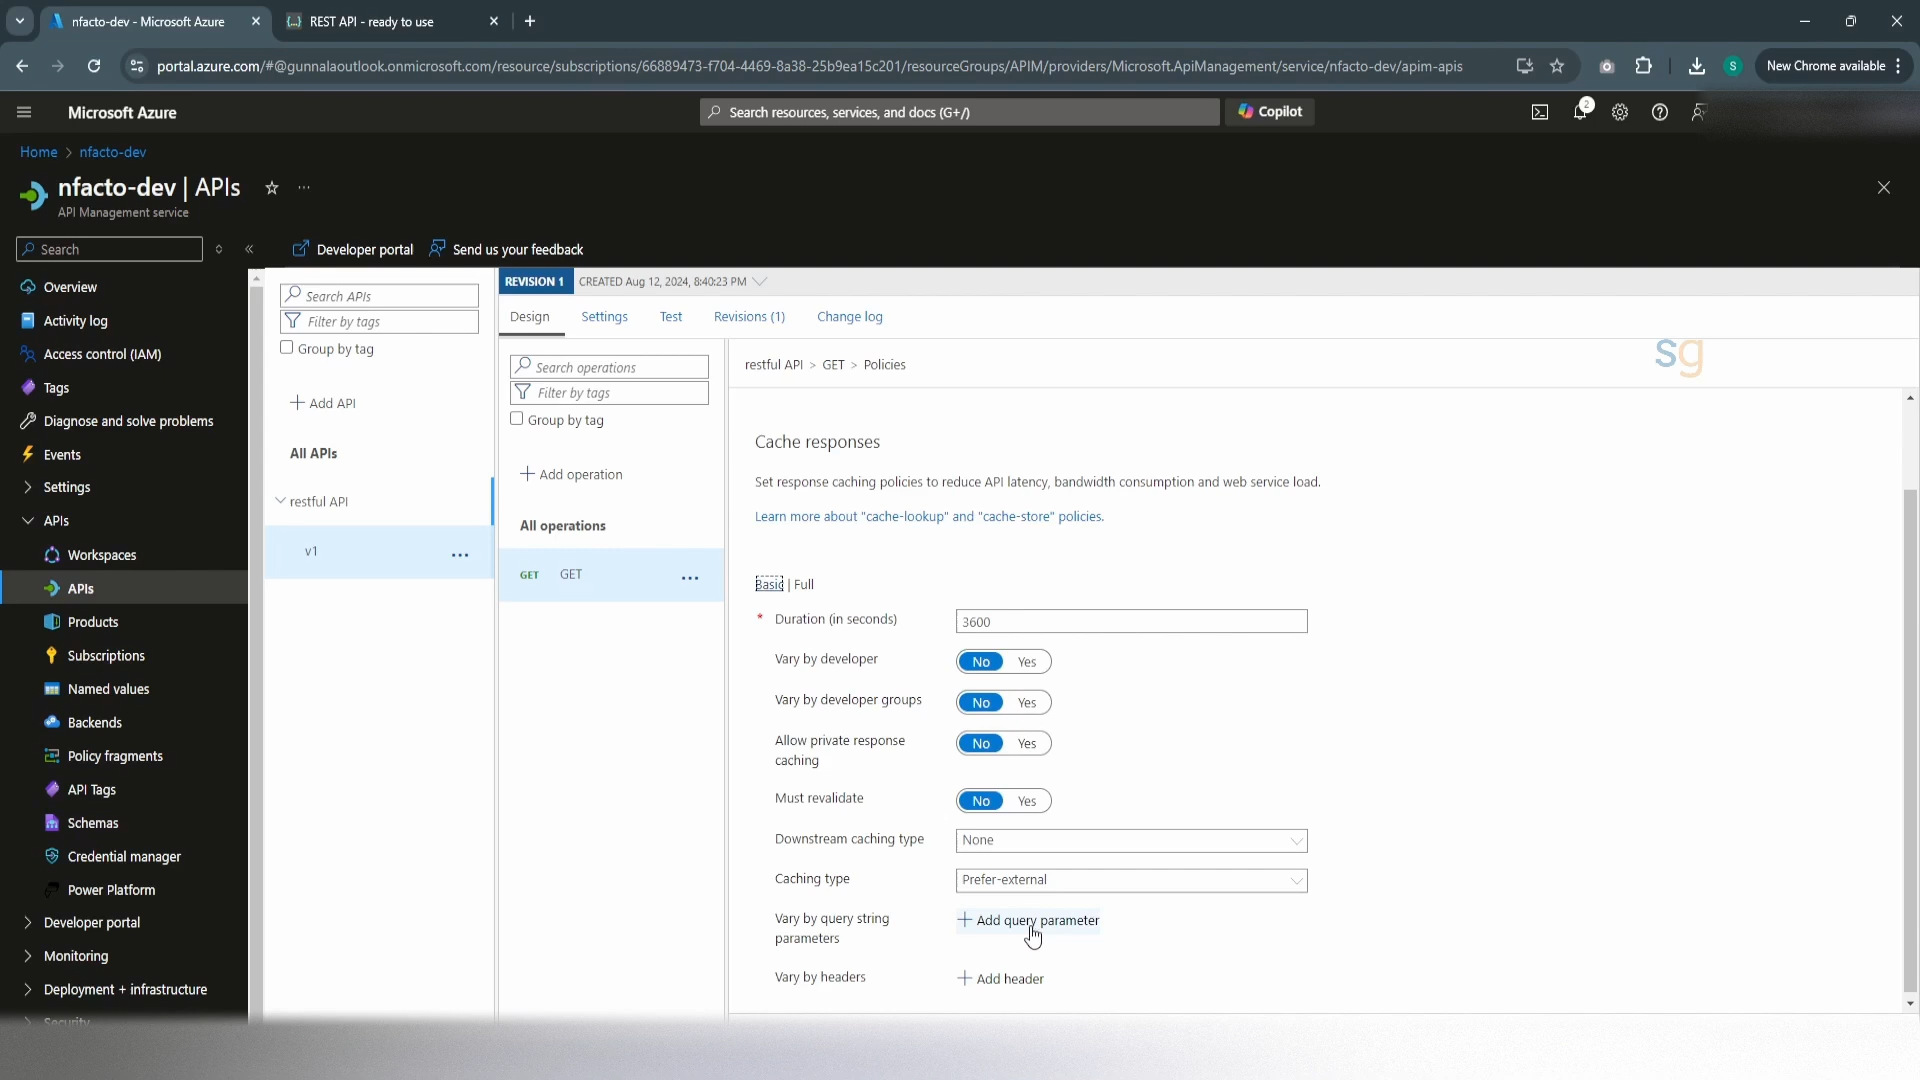 nfacto-dev - Microsoft Azure
REST API - ready to use
portal.azure.com/#@gunnalaoutlook.onmicrosoft.com/resource/subscriptions/66889473-f704-4469-8a38-25b9ea15c201/resourceGroups/APIM/providers/Microsoft.ApiManagement/service/nfacto-dev/apim-apis
S
New Chrome available
Microsoft Azure
Search resources, services, and docs (G+/)
Copilot
2
Home > nfacto-dev
nfacto-dev | APIs
API Management service
Search
Developer portal
Send us your feedback
Overview
Activity log
Access control (IAM)
Tags
Diagnose and solve problems
Events
Settings
APIs
Workspaces
APIs
Products
Subscriptions
Named values
Backends
Policy fragments
API Tags
Schemas
Credential manager
Power Platform
Developer portal
Monitoring
Deployment + infrastructure
Security
Search APIs
Filter by tags
Group by tag
Add API
All APIs
restful API
v1
REVISION 1
CREATED Aug 12, 2024, 8:40:23 PM
Design
Settings
Test
Revisions (1)
Change log
Search operations
Filter by tags
Group by tag
Add operation
All operations
GET GET
restful API > GET > Policies
sg
Cache responses
Set response caching policies to reduce API latency, bandwidth consumption and web service load.
Learn more about "cache-lookup" and "cache-store" policies.
Basic | Full
* Duration (in seconds)
3600
Vary by developer
No Yes
Vary by developer groups
No Yes
Allow private response
caching
No Yes
Must revalidate
No Yes
Downstream caching type
None
Caching type
Prefer-external
Vary by query string
parameters
Add query parameter
Vary by headers
Add header